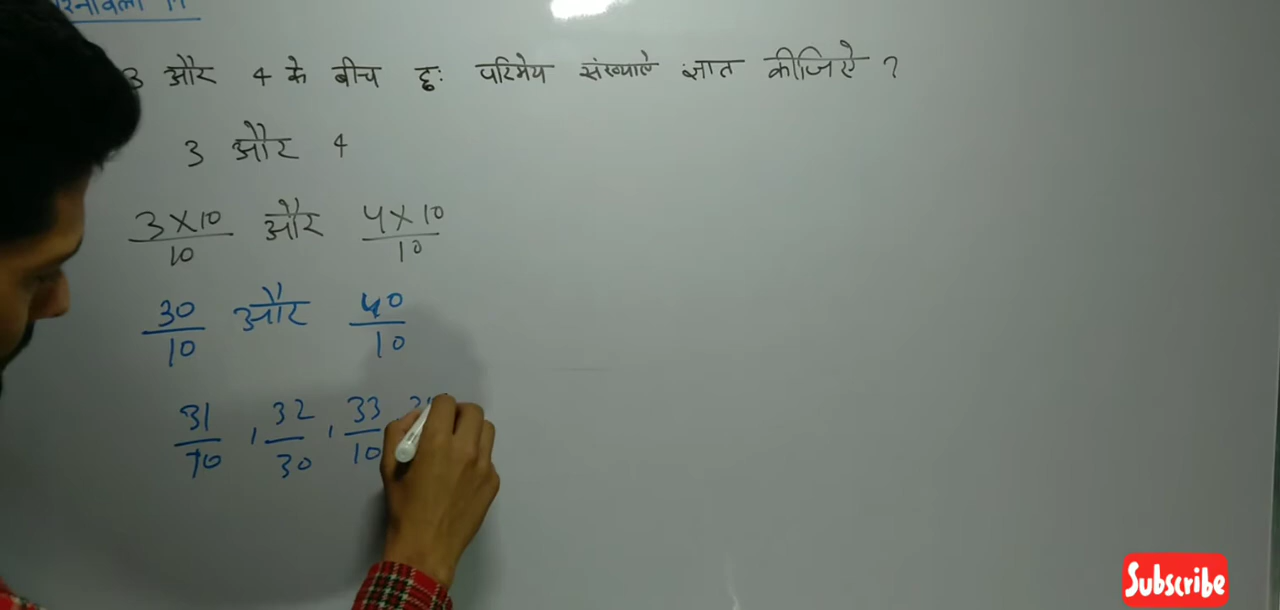 3 और 4 के बीच छः परिमेय संख्याऐ ज्ञात कीजिऐ ?
3 और 4
3 × 10 / 10 और 4 × 10 / 10
30 / 10 और 40 / 10
31 / 10 , 32 / 30 , 33 / 10
Subscribe